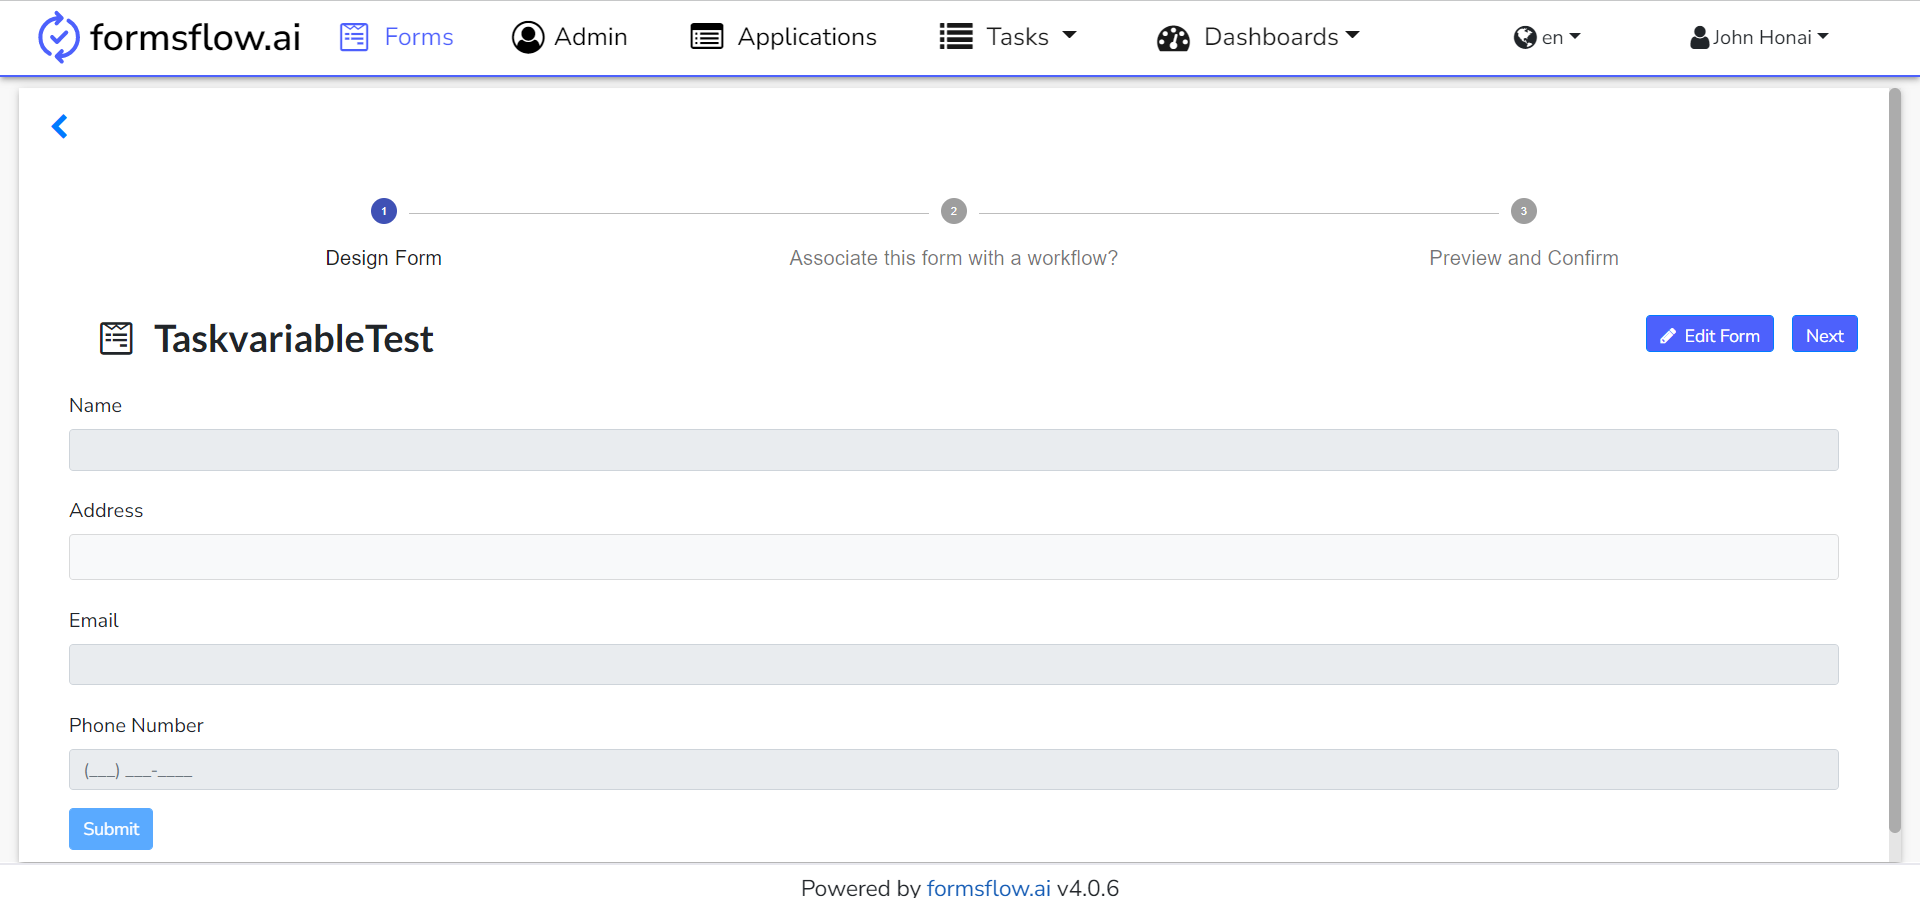 formsflow.ai Forms Admin Applications Tasks Dashboards en John Honai
1 2 3
Design Form Associate this form with a workflow? Preview and Confirm
TaskvariableTest Edit Form Next
Name
Address
Email
Phone Number
(___) ___-____
Submit
Powered by formsflow.ai v4.0.6